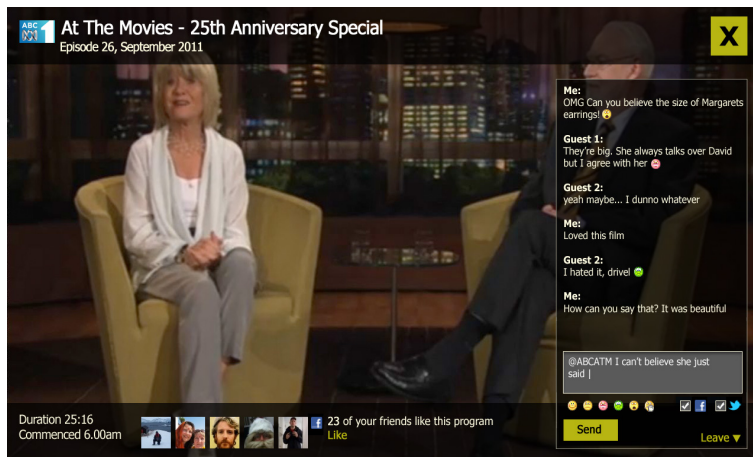 ABC
1
At The Movies - 25th Anniversary Special
Episode 26, September 2011
X
Me:
OMG Can you believe the size of Margarets
earrings!
Guest 1:
They're big. She always talks over David
but I agree with her
Guest 2:
yeah maybe... I dunno whatever
Me:
Loved this film
Guest 2:
I hated it, drivel
Me:
How can you say that? It was beautiful
@ABCATM I can't believe she just
said |
Send
Leave
Duration 25:16
Commenced 6.00am
f
23 of your friends like this program
Like